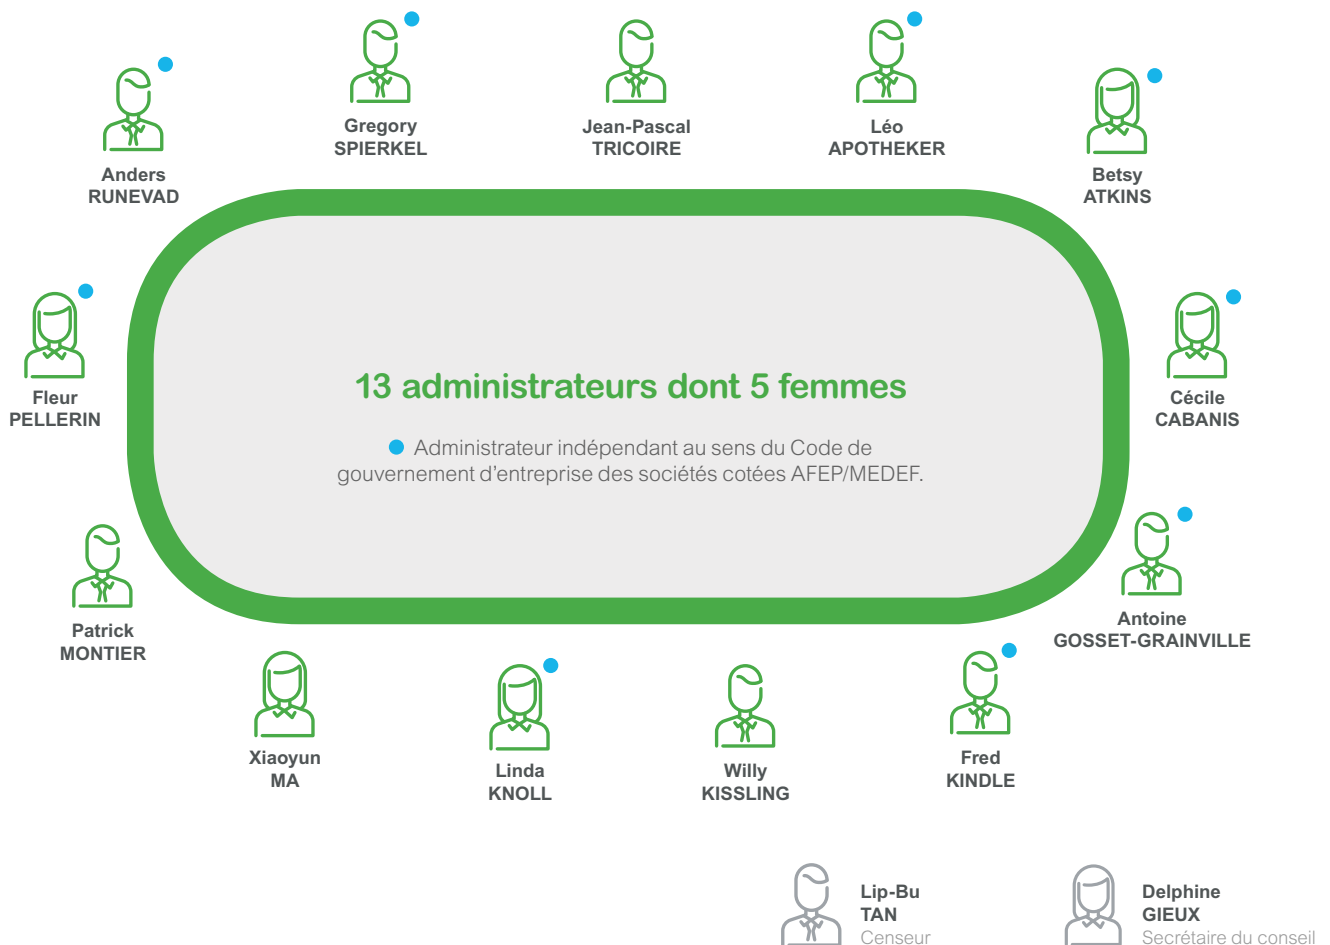 Gregory
SPIERKEL
Jean-Pascal
TRICOIRE
Léo
APOTHEKER
Anders
RUNEVAD
Betsy
ATKINS
Fleur
PELLERIN
Cécile
CABANIS
13 administrateurs dont 5 femmes
Administrateur indépendant au sens du Code de
gouvernement d'entreprise des sociétés cotées AFEP/MEDEF.
Patrick
MONTIER
Antoine
GOSSET-GRAINVILLE
Xiaoyun
MA
Linda
KNOLL
Willy
KISSLING
Fred
KINDLE
Lip-Bu
TAN
Censeur
Delphine
GIEUX
Secrétaire du conseil